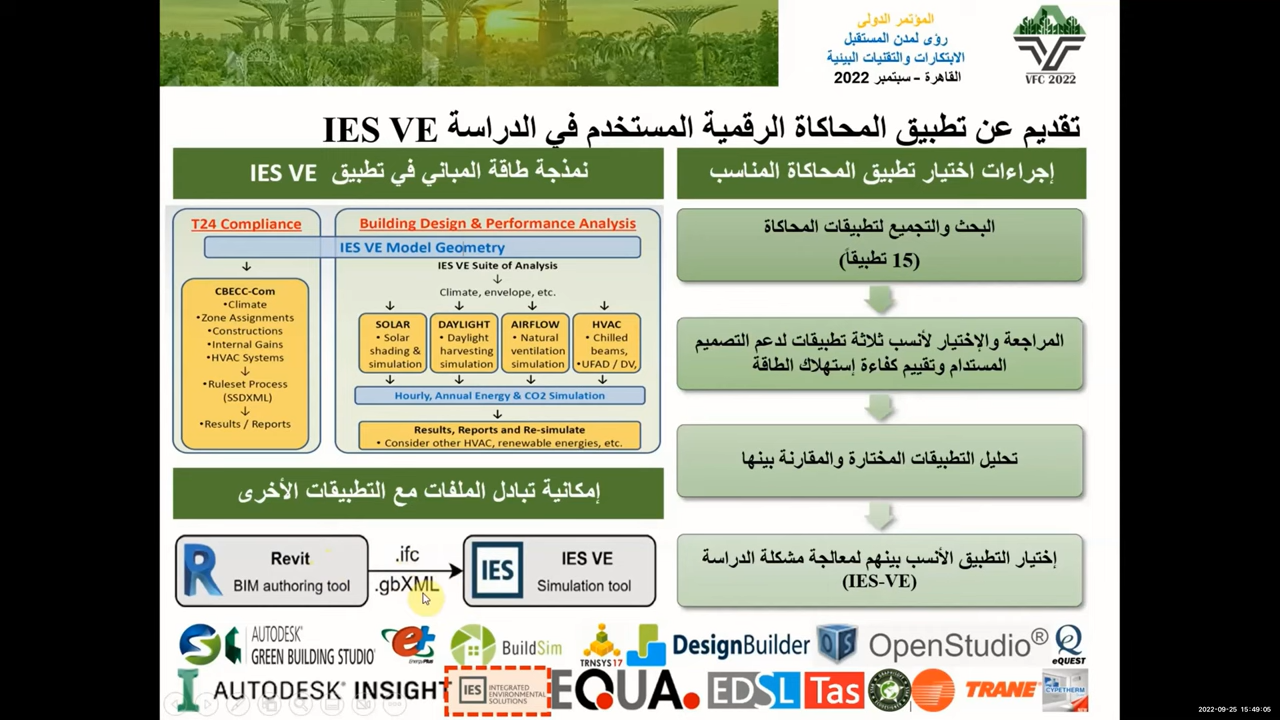 المؤتمر الدولى
رؤى لمدن المستقبل
الابتكارات والتقنيات البينية
القاهرة – سبتمبر 2022
VFC 2022
تقديم عن تطبيق المحاكاة الرقمية المستخدم في الدراسة IES VE
إجراءات اختيار تطبيق المحاكاة المناسب
البحث والتجميع لتطبيقات المحاكاة
(15 تطبيقاً)
المراجعة والإختيار لأنسب ثلاثة تطبيقات لدعم التصميم
المستدام وتقييم كفاءة إستهلاك الطاقة
تحليل التطبيقات المختارة والمقارنة بينها
إختيار التطبيق الأنسب بينهم لمعالجة مشكلة الدراسة
(IES-VE)
نمذجة طاقة المباني في تطبيق IES VE
T24 Compliance
Building Design & Performance Analysis
IES VE Model Geometry
IES VE Suite of Analysis
Climate, envelope, etc.
CBECC-Com
•Climate
•Zone Assignments
•Constructions
•Internal Gains
•HVAC Systems
•Ruleset Process
(SSDXML)
•Results / Reports
SOLAR
• Solar
shading &
simulation
DAYLIGHT
• Daylight
harvesting
simulation
AIRFLOW
• Natural
ventilation
simulation
HVAC
• Chilled
beams,
•UFAD / DV,
Hourly, Annual Energy & CO2 Simulation
Results, Reports and Re-simulate
• Consider other HVAC, renewable energies, etc.
إمكانية تبادل الملفات مع التطبيقات الأخرى
Revit
BIM authoring tool
.ifc
.gbXML
IES
IES VE
Simulation tool
AUTODESK
GREEN BUILDING STUDIO
EnergyPlus
BuildSim
TRNSYS 17
DesignBuilder
OS
OpenStudio®
eQUEST
AUTODESK INSIGHT
IES
INTEGRATED
ENVIRONMENTAL
SOLUTIONS
EQUA.
EDSL
Tas
TRANE
CYPETHERM
2022-09-25 15:49:05